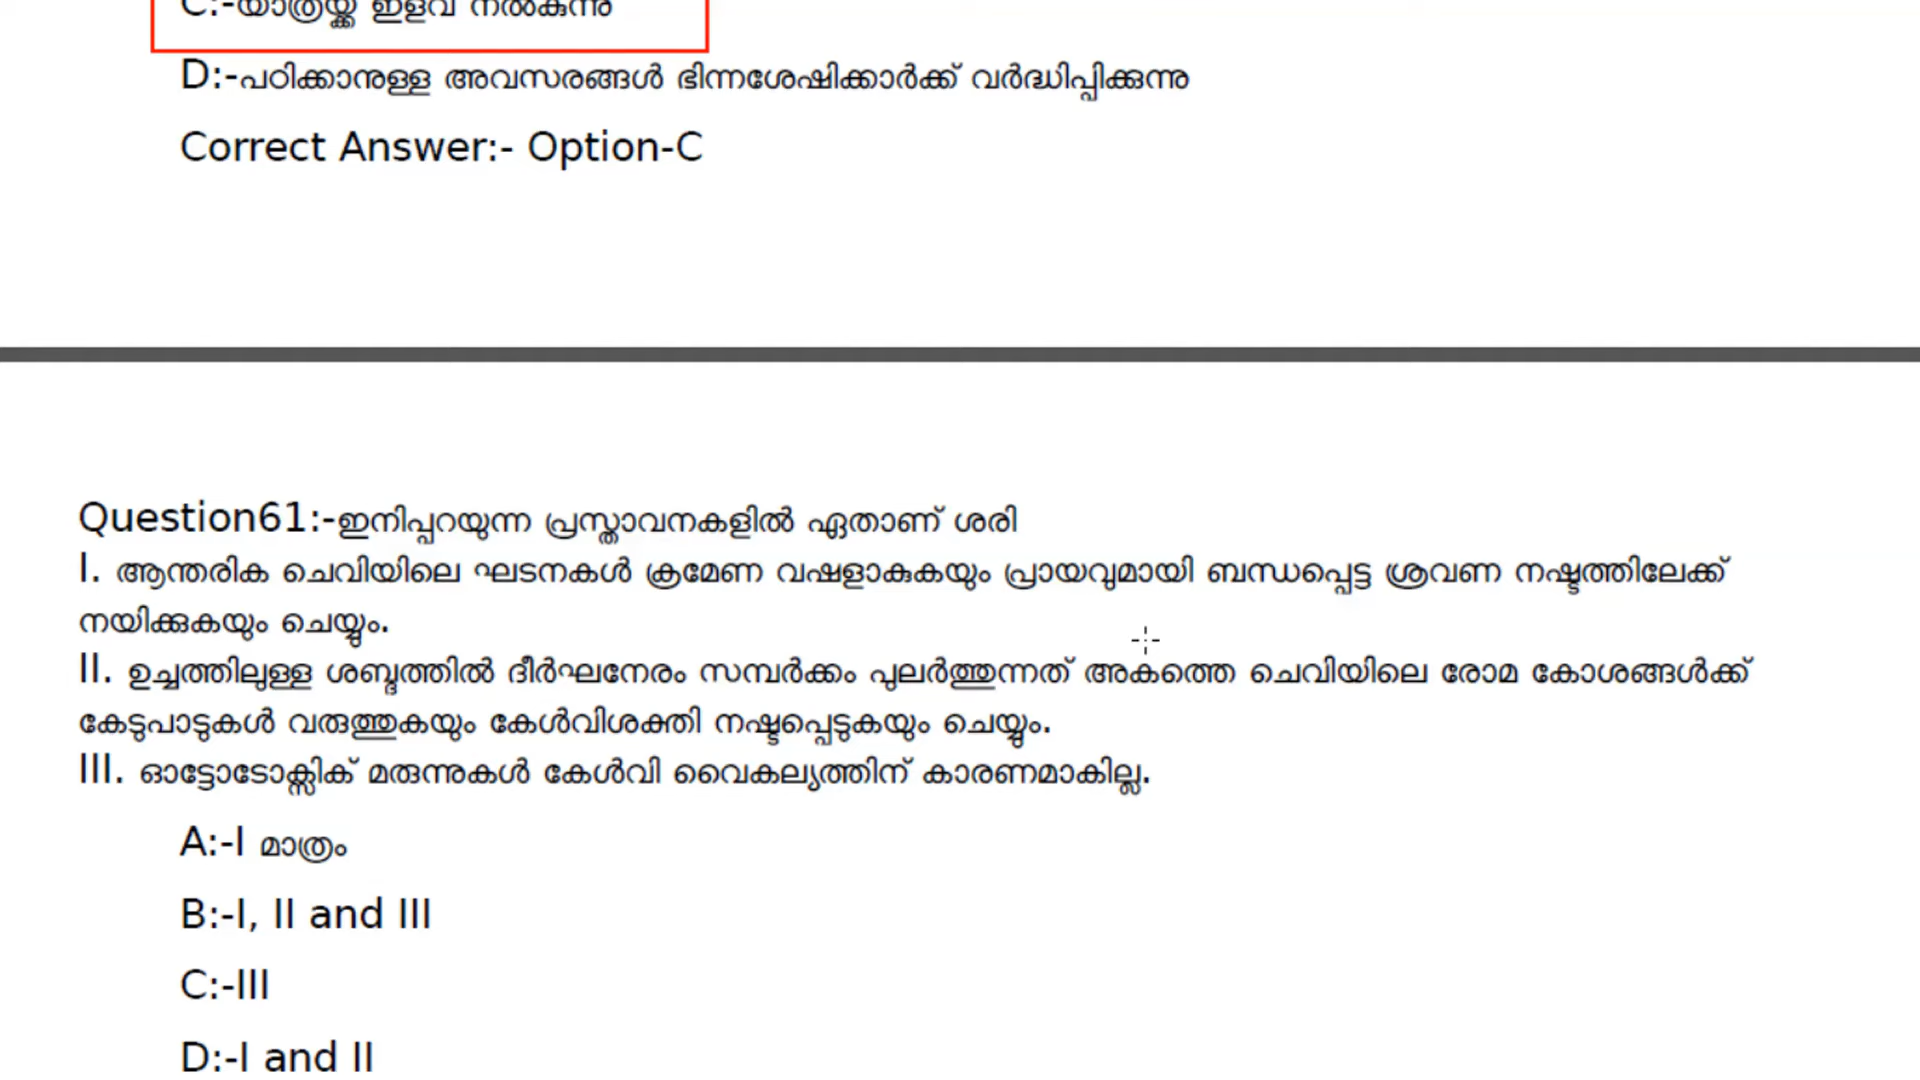 C:-യാത്രയ്ക്ക് ഇളവ് നൽകുന്നു
D:-പഠിക്കാനുള്ള അവസരങ്ങൾ ഭിന്നശേഷിക്കാർക്ക് വർദ്ധിപ്പിക്കുന്നു
Correct Answer:- Option-C
Question61:-ഇനിപ്പറയുന്ന പ്രസ്താവനകളിൽ ഏതാണ് ശരി
I. ആന്തരിക ചെവിയിലെ ഘടനകൾ ക്രമേണ വഷളാകുകയും പ്രായവുമായി ബന്ധപ്പെട്ട ശ്രവണ നഷ്ടത്തിലേക്ക്
നയിക്കുകയും ചെയ്യും.
II. ഉച്ചത്തിലുള്ള ശബ്ദത്തിൽ ദീർഘനേരം സമ്പർക്കം പുലർത്തുന്നത് അകത്തെ ചെവിയിലെ രോമ കോശങ്ങൾക്ക്
കേടുപാടുകൾ വരുത്തുകയും കേൾവിശക്തി നഷ്ടപ്പെടുകയും ചെയ്യും.
III. ഓട്ടോടോക്സിക് മരുന്നുകൾ കേൾവി വൈകല്യത്തിന് കാരണമാകില്ല.
A:-I മാത്രം
B:-I, II and III
C:-III
D:-I and II